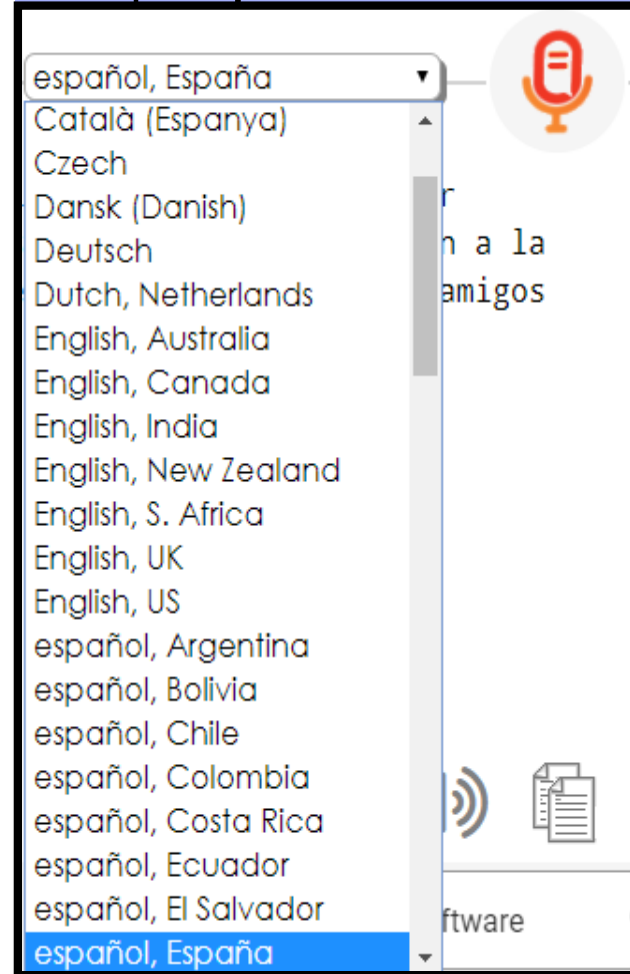 español, España
Català (Espanya)
Czech
Dansk (Danish)
Deutsch
Dutch, Netherlands
English, Australia
English, Canada
English, India
English, New Zealand
English, S. Africa
English, UK
English, US
español, Argentina
español, Bolivia
español, Chile
español, Colombia
español, Costa Rica
español, Ecuador
español, El Salvador
español, España
r
n a la
amigos
ftware